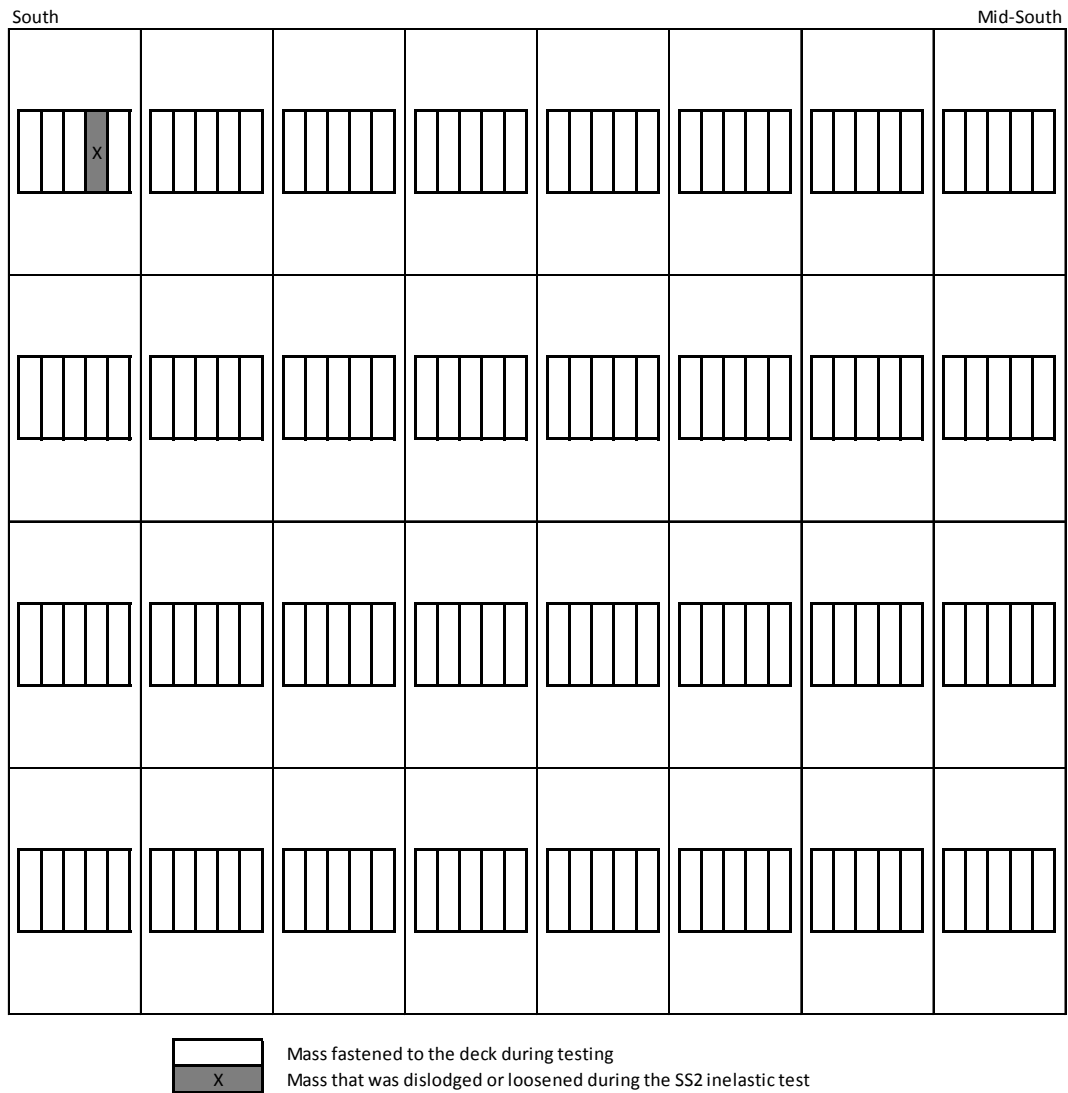 South
Mid-South
X
Mass fastened to the deck during testing
X
Mass that was dislodged or loosened during the SS2 inelastic test